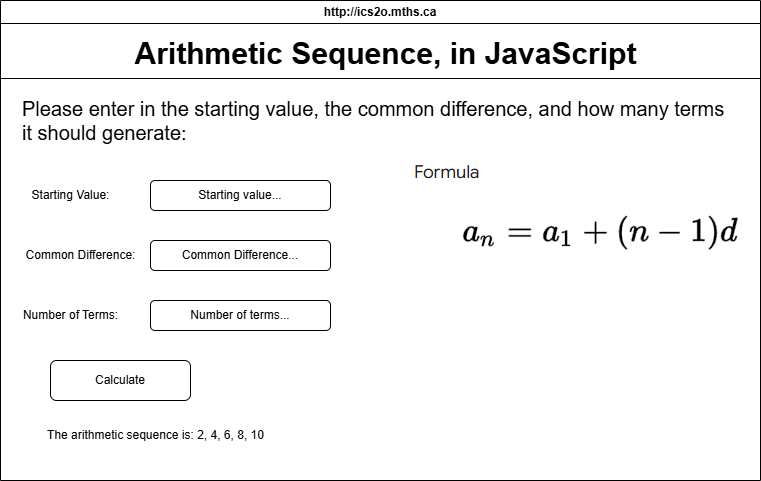 http://ics2o.mths.ca
Arithmetic Sequence, in JavaScript
Please enter in the starting value, the common difference, and how many terms
it should generate:
Formula
Starting Value:
Starting value...
aₙ = a₁ + (n − 1)d
Common Difference:
Common Difference...
Number of Terms:
Number of terms...
Calculate
The arithmetic sequence is: 2, 4, 6, 8, 10